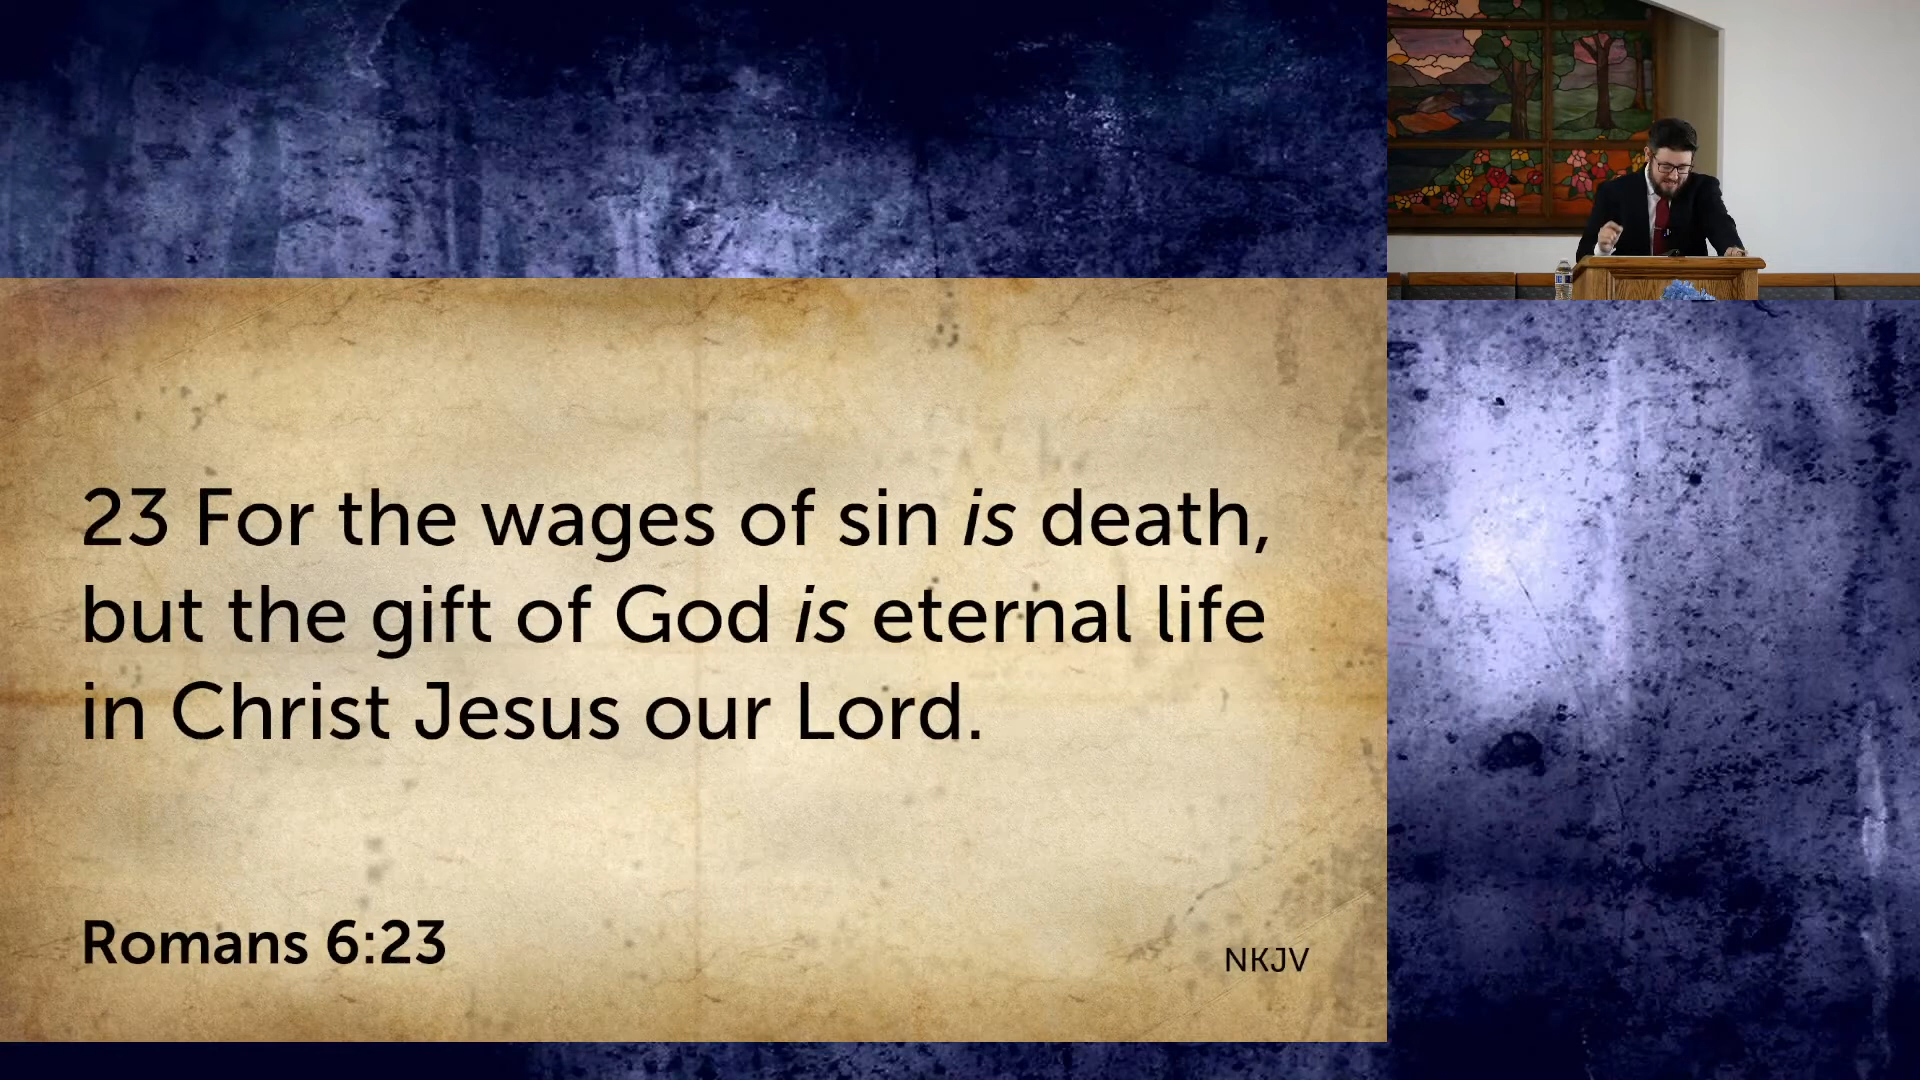 23 For the wages of sin is death,
but the gift of God is eternal life
in Christ Jesus our Lord.
Romans 6:23
NKJV